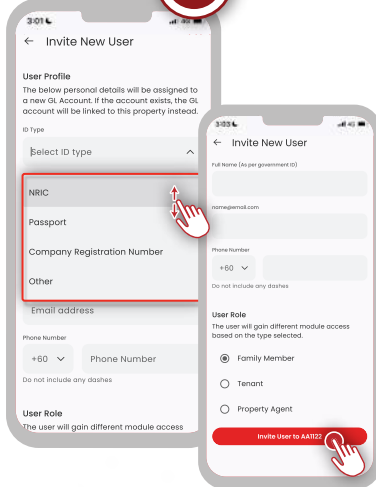 3:01
← Invite New User
User Profile
The below personal details will be assigned to
a new GL Account. If the account exists, the GL
account will be linked to this property instead.
ID Type
Select ID type
NRIC
Passport
Company Registration Number
Other
Email address
Phone Number
+60
Phone Number
Do not include any dashes
User Role
The user will gain different module access
3:03
45
← Invite New User
Full Name (As per government ID)
name@email.com
Phone Number
+60
Do not include any dashes
User Role
The user will gain different module access
based on the type selected.
Family Member
Tenant
Property Agent
Invite User to AA1122